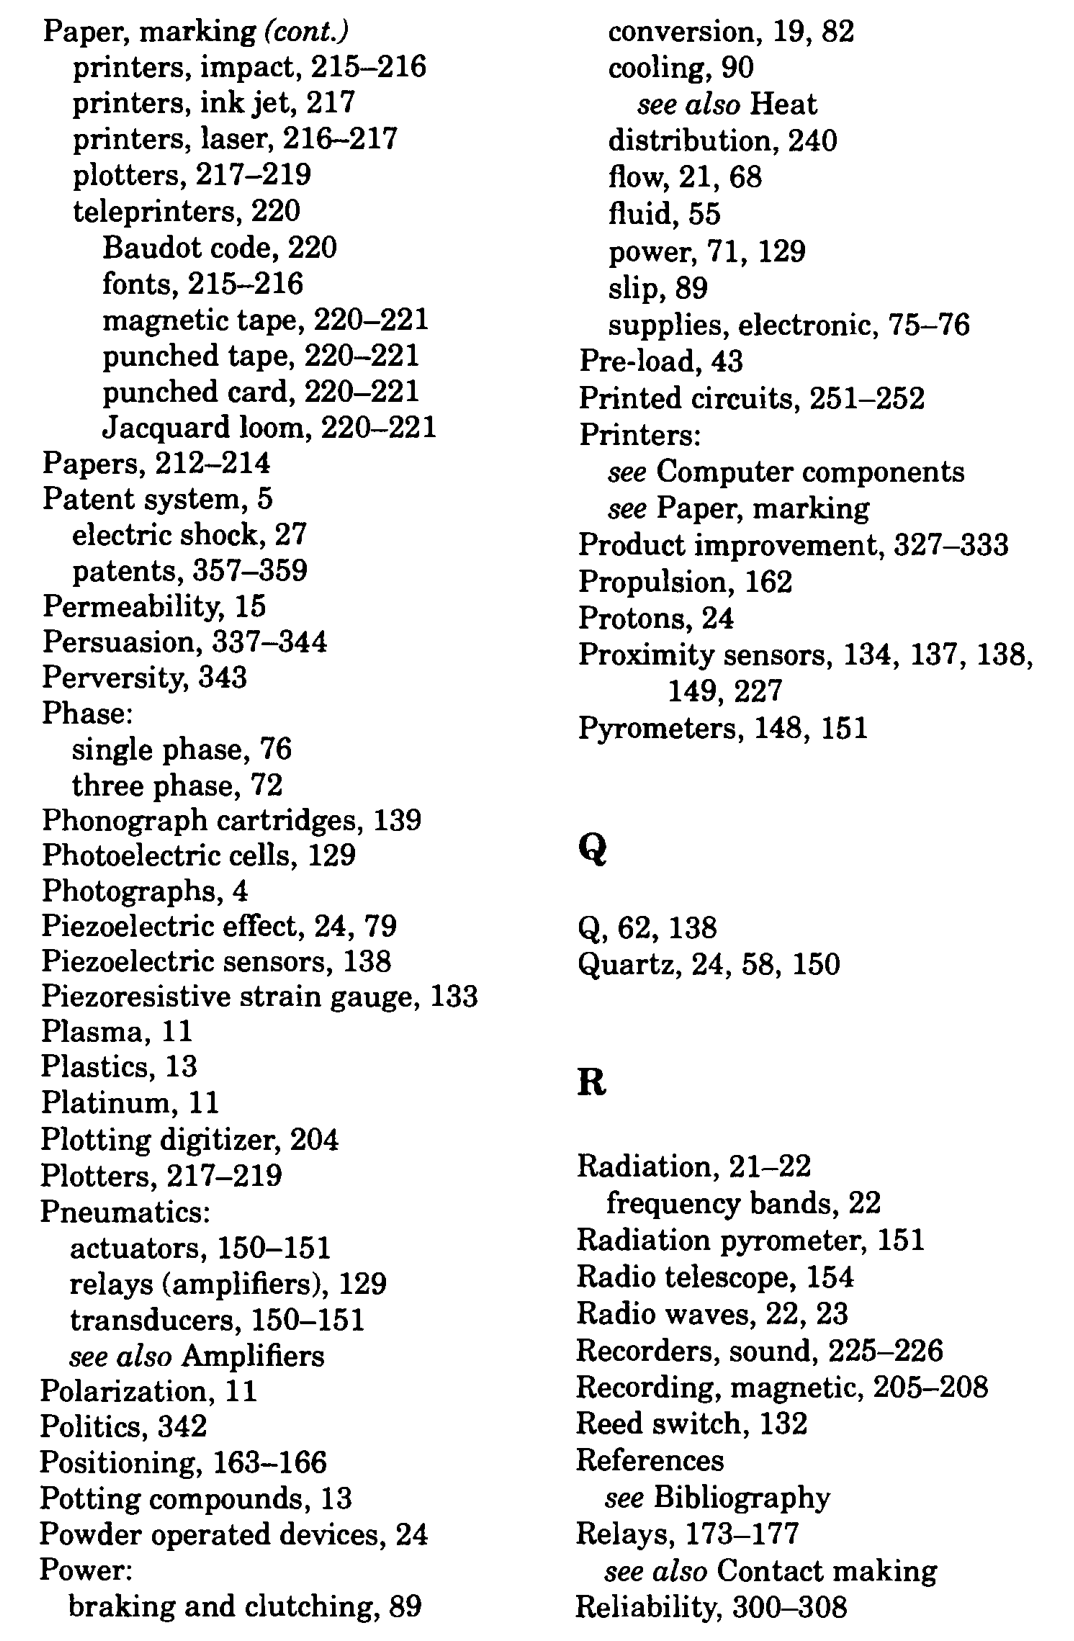 Paper, marking (cont.)
printers, impact, 215–216
printers, ink jet, 217
printers, laser, 216–217
plotters, 217–219
teleprinters, 220
Baudot code, 220
fonts, 215–216
magnetic tape, 220–221
punched tape, 220–221
punched card, 220–221
Jacquard loom, 220–221
Papers, 212–214
Patent system, 5
electric shock, 27
patents, 357–359
Permeability, 15
Persuasion, 337–344
Perversity, 343
Phase:
single phase, 76
three phase, 72
Phonograph cartridges, 139
Photoelectric cells, 129
Photographs, 4
Piezoelectric effect, 24, 79
Piezoelectric sensors, 138
Piezoresistive strain gauge, 133
Plasma, 11
Plastics, 13
Platinum, 11
Plotting digitizer, 204
Plotters, 217–219
Pneumatics:
actuators, 150–151
relays (amplifiers), 129
transducers, 150–151
see also Amplifiers
Polarization, 11
Politics, 342
Positioning, 163–166
Potting compounds, 13
Powder operated devices, 24
Power:
braking and clutching, 89
conversion, 19, 82
cooling, 90
see also Heat
distribution, 240
flow, 21, 68
fluid, 55
power, 71, 129
slip, 89
supplies, electronic, 75–76
Pre-load, 43
Printed circuits, 251–252
Printers:
see Computer components
see Paper, marking
Product improvement, 327–333
Propulsion, 162
Protons, 24
Proximity sensors, 134, 137, 138,
149, 227
Pyrometers, 148, 151
Q
Q, 62, 138
Quartz, 24, 58, 150
R
Radiation, 21–22
frequency bands, 22
Radiation pyrometer, 151
Radio telescope, 154
Radio waves, 22, 23
Recorders, sound, 225–226
Recording, magnetic, 205–208
Reed switch, 132
References
see Bibliography
Relays, 173–177
see also Contact making
Reliability, 300–308